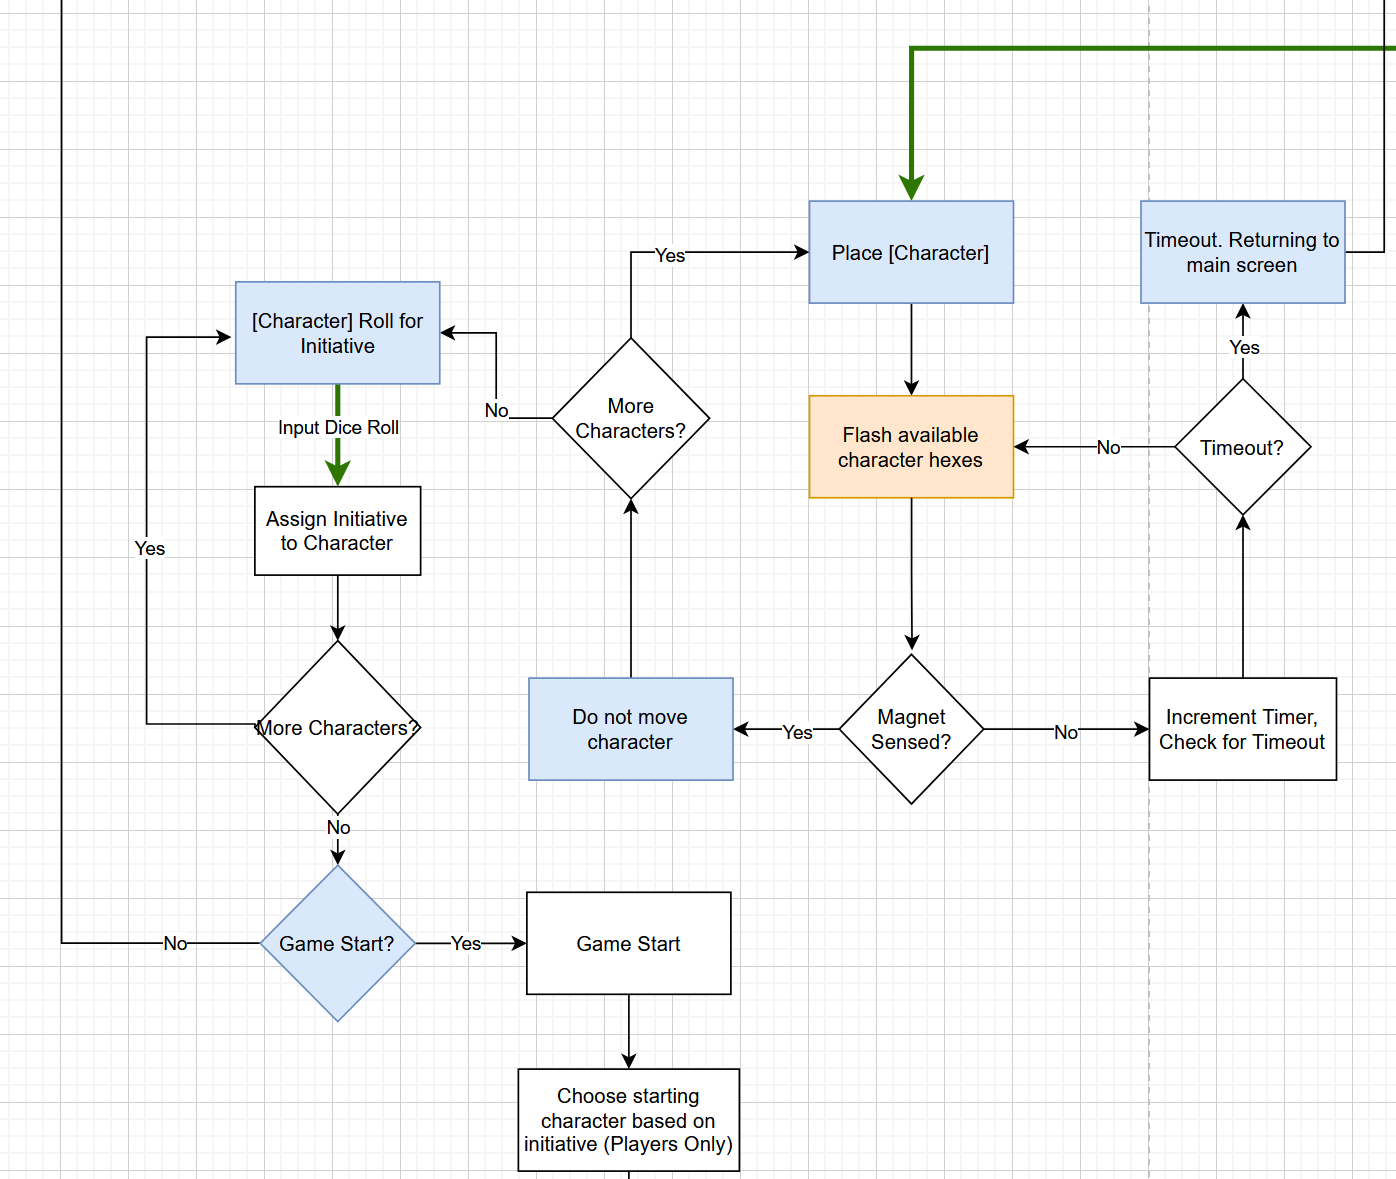 Place [Character]
Timeout. Returning to
main screen
Yes
[Character] Roll for
Initiative
Yes
More
Characters?
No
Flash available
character hexes
No
Timeout?
Input Dice Roll
Assign Initiative
to Character
Yes
More Characters?
Do not move
character
Yes
Magnet
Sensed?
No
Increment Timer,
Check for Timeout
No
Game Start?
No
Yes
Game Start
Choose starting
character based on
initiative (Players Only)